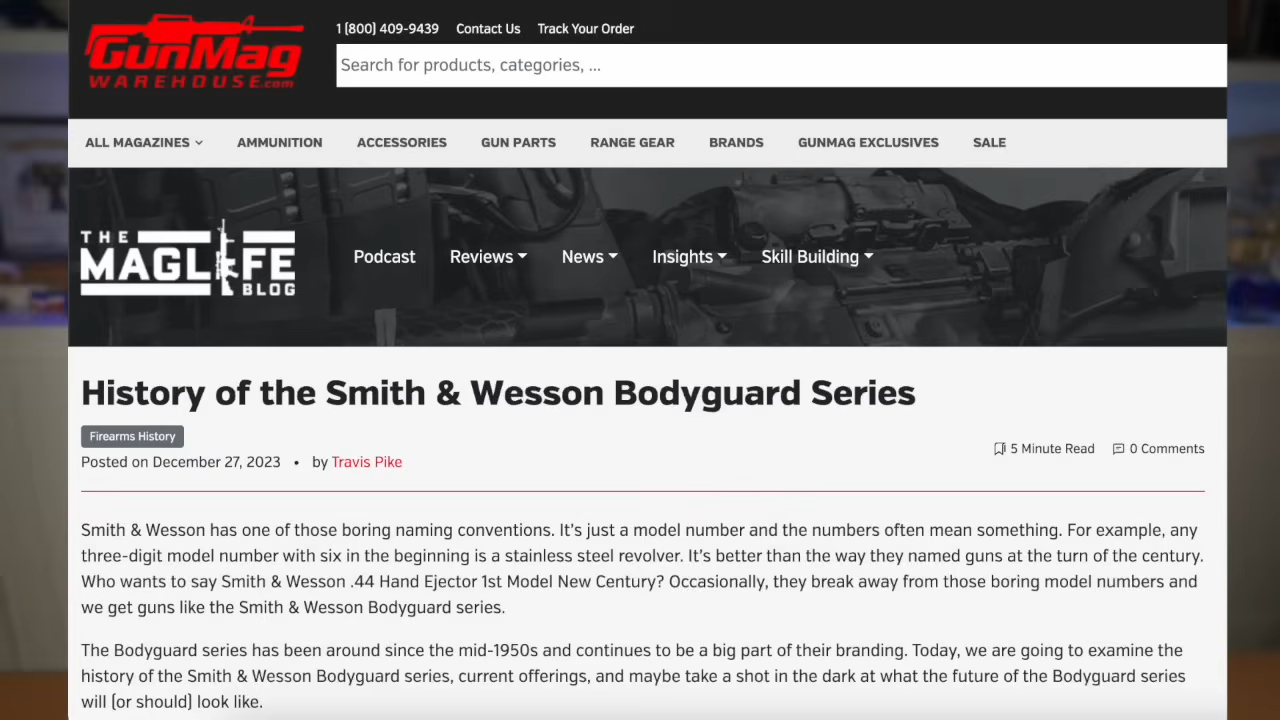 GunMag
WAREHOUSE.com
1 (800) 409-9439 Contact Us Track Your Order
Search for products, categories, ...
ALL MAGAZINES AMMUNITION ACCESSORIES GUN PARTS RANGE GEAR BRANDS GUNMAG EXCLUSIVES SALE
THE
MAGLIFE
BLOG
Podcast Reviews News Insights Skill Building
History of the Smith & Wesson Bodyguard Series
Firearms History
Posted on December 27, 2023 • by Travis Pike
5 Minute Read 0 Comments
Smith & Wesson has one of those boring naming conventions. It's just a model number and the numbers often mean something. For example, any
three-digit model number with six in the beginning is a stainless steel revolver. It's better than the way they named guns at the turn of the century.
Who wants to say Smith & Wesson .44 Hand Ejector 1st Model New Century? Occasionally, they break away from those boring model numbers and
we get guns like the Smith & Wesson Bodyguard series.
The Bodyguard series has been around since the mid-1950s and continues to be a big part of their branding. Today, we are going to examine the
history of the Smith & Wesson Bodyguard series, current offerings, and maybe take a shot in the dark at what the future of the Bodyguard series
will (or should) look like.